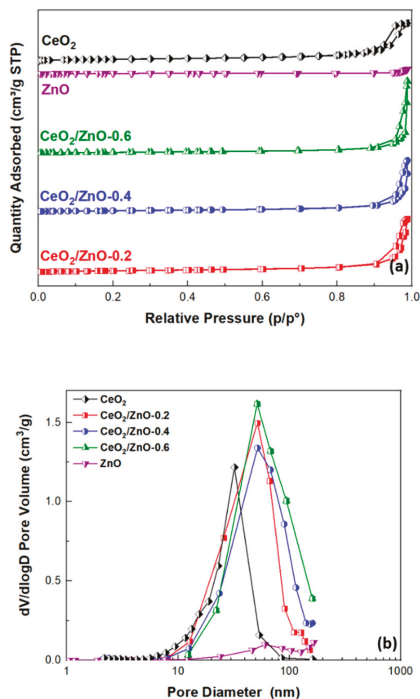 CeO₂
ZnO
CeO₂/ZnO-0.6
CeO₂/ZnO-0.4
CeO₂/ZnO-0.2
(a)
Quantity Adsorbed (cm³/g STP)
0.0 0.2 0.4 0.6 0.8 1.0
Relative Pressure (p/p°)
CeO₂
CeO₂/ZnO-0.2
CeO₂/ZnO-0.4
CeO₂/ZnO-0.6
ZnO
dV/dlogD Pore Volume (cm³/g)
1.5
1.0
0.5
0.0
(b)
1 10 100 1000
Pore Diameter (nm)